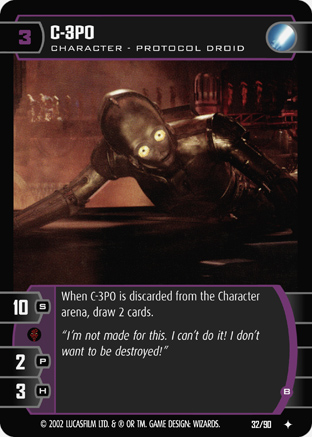 3 C-3PO
CHARACTER - PROTOCOL DROID
10 S
When C-3PO is discarded from the Character
arena, draw 2 cards.
"I'm not made for this. I can't do it! I don't
want to be destroyed!"
2 P
3 H
B
© 2002 LUCASFILM LTD. & ® OR TM. GAME DESIGN: WIZARDS. 32/90